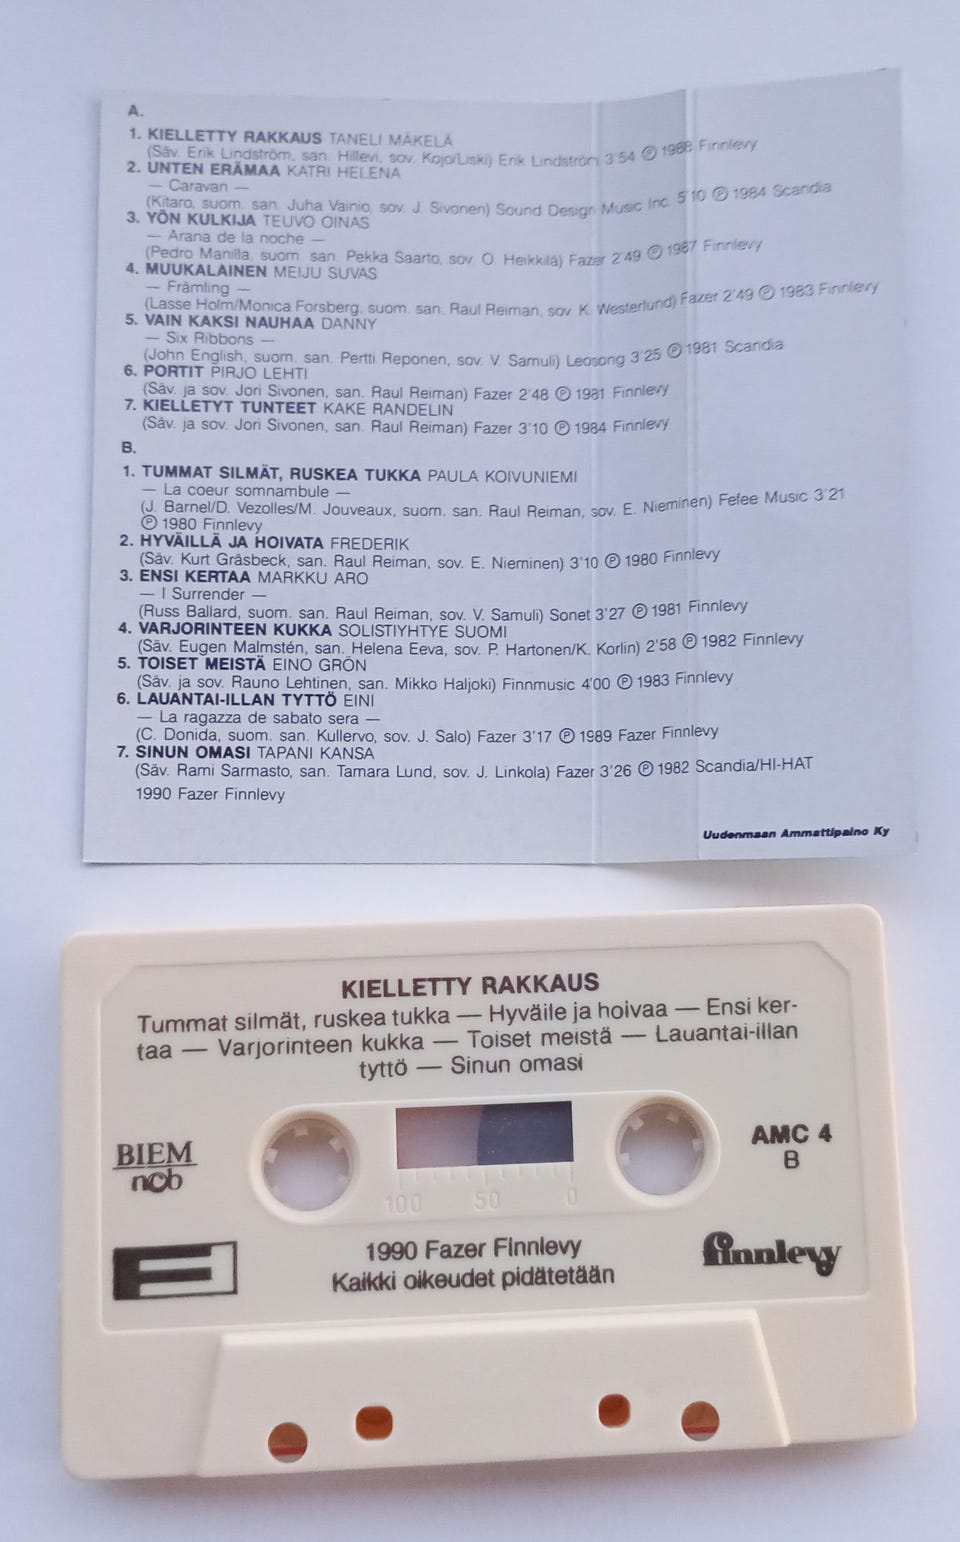 A.
1. KIELLETTY RAKKAUS TANELI MÄKELÄ
(Säv. Erik Lindström, san. Hillevi, sov. Kojo/Liski) Erik Lindström 3'54 Ⓟ 1988 Finnlevy
2. UNTEN ERÄMAA KATRI HELENA
— Caravan —
(Kitaro, suom. san. Juha Vainio, sov. J. Sivonen) Sound Design Music Inc. 5'10 Ⓟ 1984 Scandia
3. YÖN KULKIJA TEUVO OINAS
— Arana de la noche —
(Pedro Manilla, suom. san. Pekka Saarto, sov. O. Heikkilä) Fazer 2'49 Ⓟ 1987 Finnlevy
4. MUUKALAINEN MEIJU SUVAS
— Främling —
(Lasse Holm/Monica Forsberg, suom. san. Raul Reiman, sov. K. Westerlund) Fazer 2'49 Ⓟ 1983 Finnlevy
5. VAIN KAKSI NAUHAA DANNY
— Six Ribbons —
(John English, suom. san. Pertti Reponen, sov. V. Samuli) Leosong 3'25 Ⓟ 1981 Scandia
6. PORTIT PIRJO LEHTI
(Säv. ja sov. Jori Sivonen, san. Raul Reiman) Fazer 2'48 Ⓟ 1981 Finnlevy
7. KIELLETYT TUNTEET KAKE RANDELIN
(Säv. ja sov. Jori Sivonen, san. Raul Reiman) Fazer 3'10 Ⓟ 1984 Finnlevy
B.
1. TUMMAT SILMÄT, RUSKEA TUKKA PAULA KOIVUNIEMI
— La coeur somnambule —
(J. Barnel/D. Vezolles/M. Jouveaux, suom. san. Raul Reiman, sov. E. Nieminen) Fefee Music 3'21
Ⓟ 1980 Finnlevy
2. HYVÄILLÄ JA HOIVATA FREDERIK
(Säv. Kurt Gräsbeck, san. Raul Reiman, sov. E. Nieminen) 3'10 Ⓟ 1980 Finnlevy
3. ENSI KERTAA MARKKU ARO
— I Surrender —
(Russ Ballard, suom. san. Raul Reiman, sov. V. Samuli) Sonet 3'27 Ⓟ 1981 Finnlevy
4. VARJORINTEEN KUKKA SOLISTIYHTYE SUOMI
(Säv. Eugen Malmstén, san. Helena Eeva, sov. P. Hartonen/K. Korlin) 2'58 Ⓟ 1982 Finnlevy
5. TOISET MEISTÄ EINO GRÖN
(Säv. ja sov. Rauno Lehtinen, san. Mikko Haljoki) Finnmusic 4'00 Ⓟ 1983 Finnlevy
6. LAUANTAI-ILLAN TYTTÖ EINI
— La ragazza de sabato sera —
(C. Donida, suom. san. Kullervo, sov. J. Salo) Fazer 3'17 Ⓟ 1989 Fazer Finnlevy
7. SINUN OMASI TAPANI KANSA
(Säv. Rami Sarmasto, san. Tamara Lund, sov. J. Linkola) Fazer 3'26 Ⓟ 1982 Scandia/HI-HAT
1990 Fazer Finnlevy
Uudenmaan Ammattipaino Ky
KIELLETTY RAKKAUS
Tummat silmät, ruskea tukka — Hyväile ja hoivaa — Ensi ker-
taa — Varjorinteen kukka — Toiset meistä — Lauantai-illan
tyttö — Sinun omasi
BIEM
ncb
AMC 4
B
100 50 0
1990 Fazer Finnlevy
Kaikki oikeudet pidätetään
finnlevy